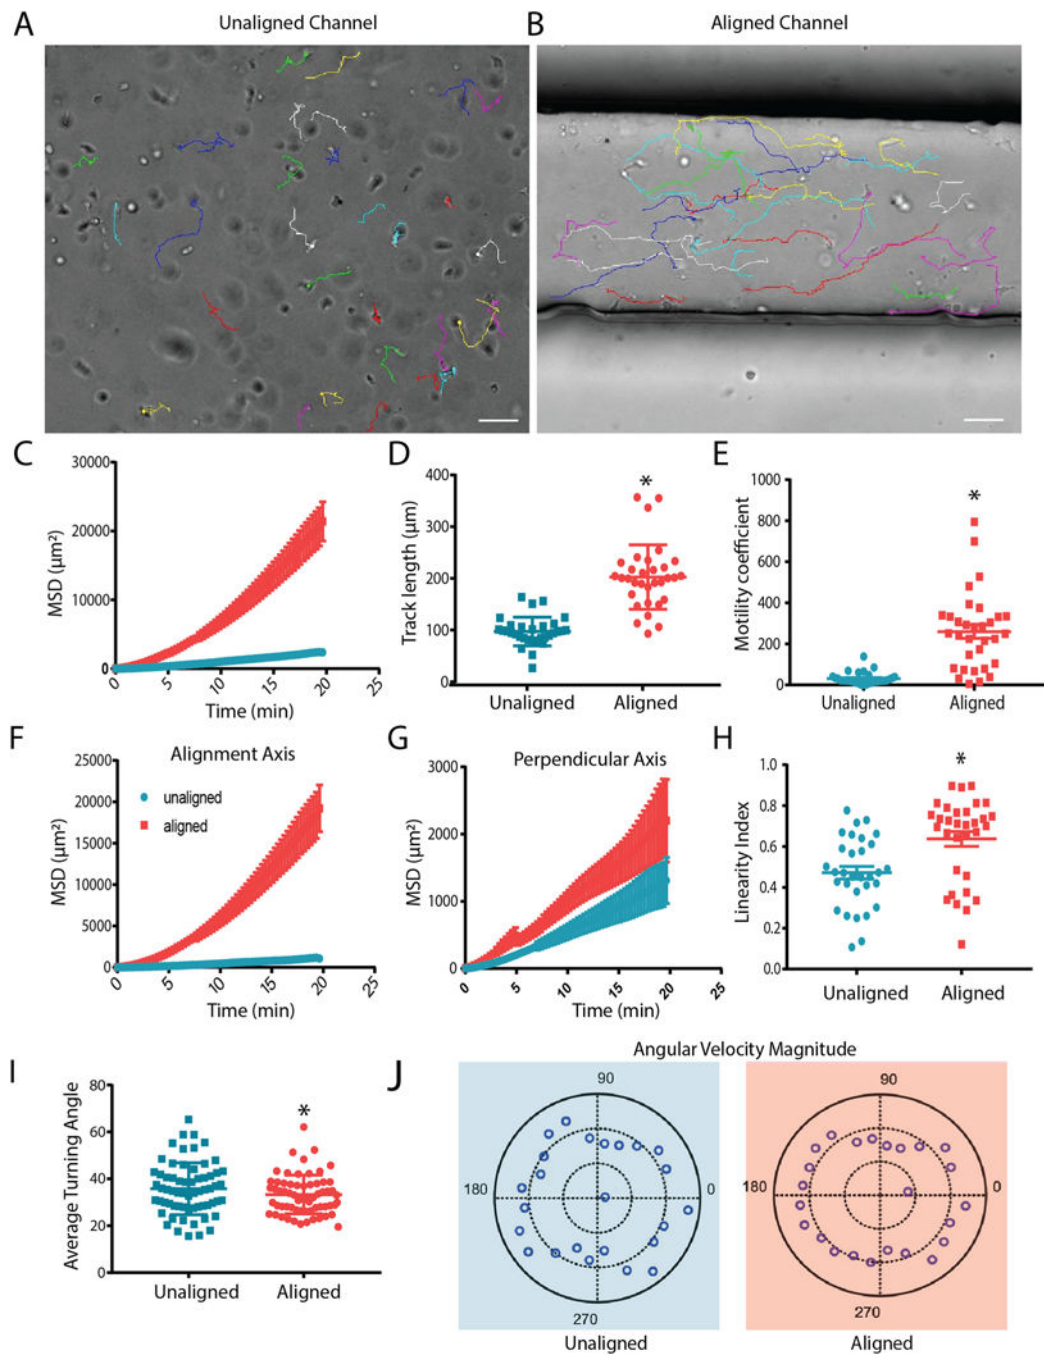 A Unaligned Channel
B Aligned Channel
C
30000
20000
10000
0
MSD (µm²)
0 5 10 15 20 25
Time (min)
D
400
300
200
100
0
Track length (µm)
*
Unaligned Aligned
E
1000
800
600
400
200
0
Motility coefficient
*
Unaligned Aligned
F Alignment Axis
25000
20000
15000
10000
5000
0
MSD (µm²)
unaligned
aligned
0 5 10 15 20 25
Time (min)
G Perpendicular Axis
3000
2000
1000
0
MSD (µm²)
0 5 10 15 20 25
Time (min)
H
1.0
0.8
0.6
0.4
0.2
0.0
Linearity Index
*
Unaligned Aligned
I
80
60
40
20
0
Average Turning Angle
*
Unaligned Aligned
J Angular Velocity Magnitude
90
180 0
270
Unaligned
90
180 0
270
Aligned